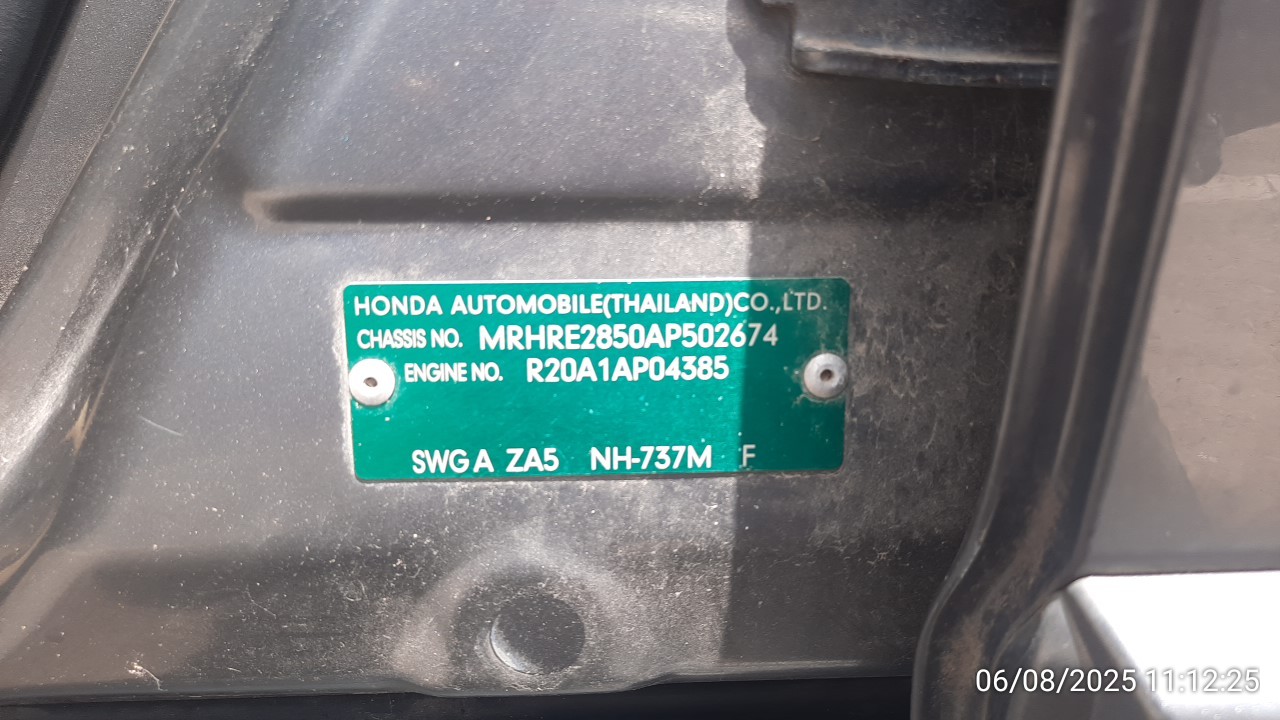 HONDA AUTOMOBILE(THAILAND)CO.,LTD.
CHASSIS NO. MRHRE2850AP502674
ENGINE NO. R20A1AP04385
SWGA ZA5 NH-737M F
06/08/2025 11:12:25